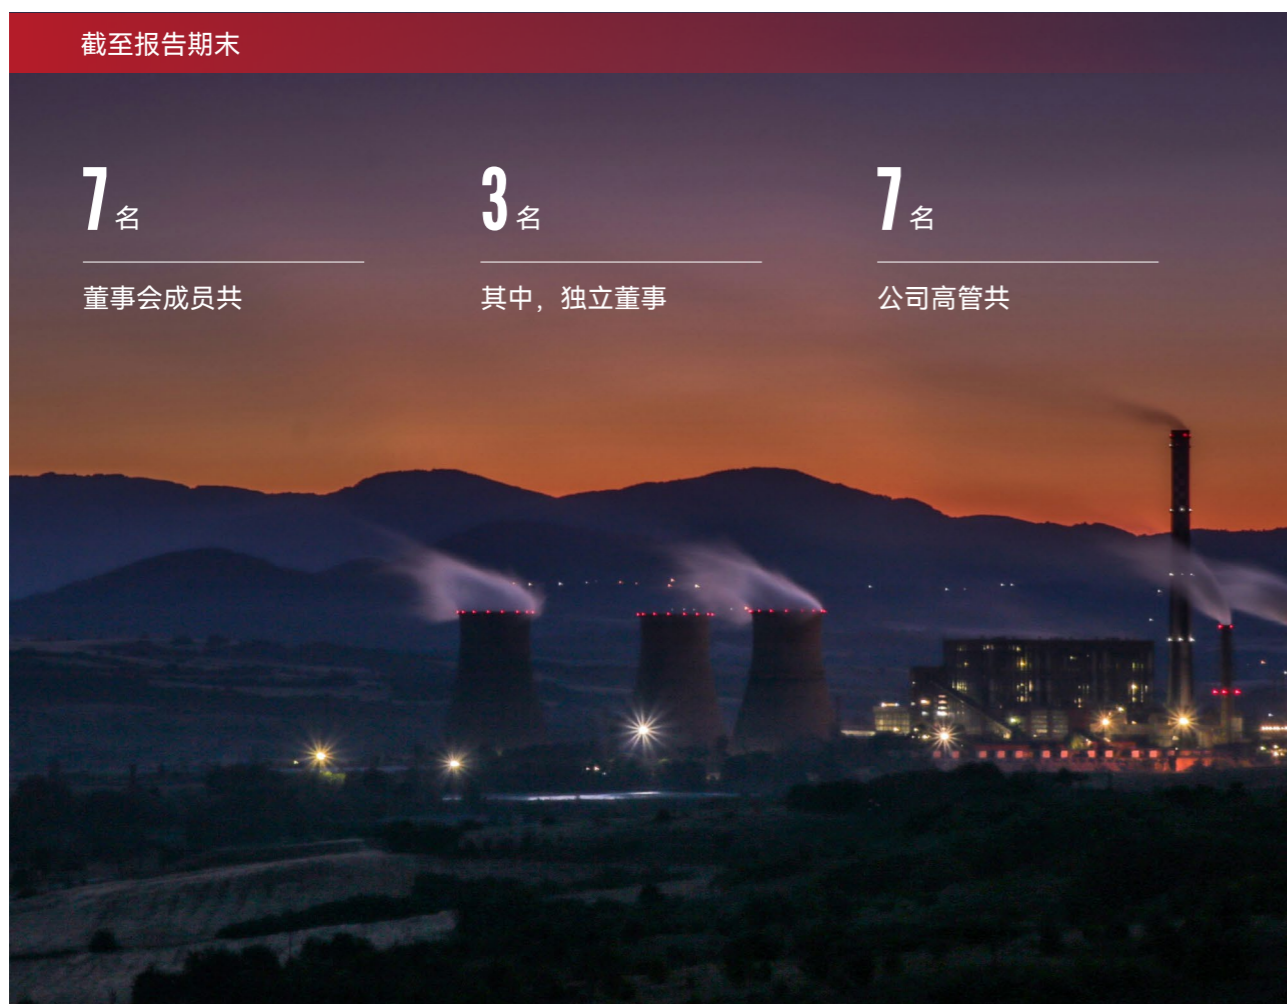 截至报告期末
7名
3名
7名
董事会成员共
其中，独立董事
公司高管共